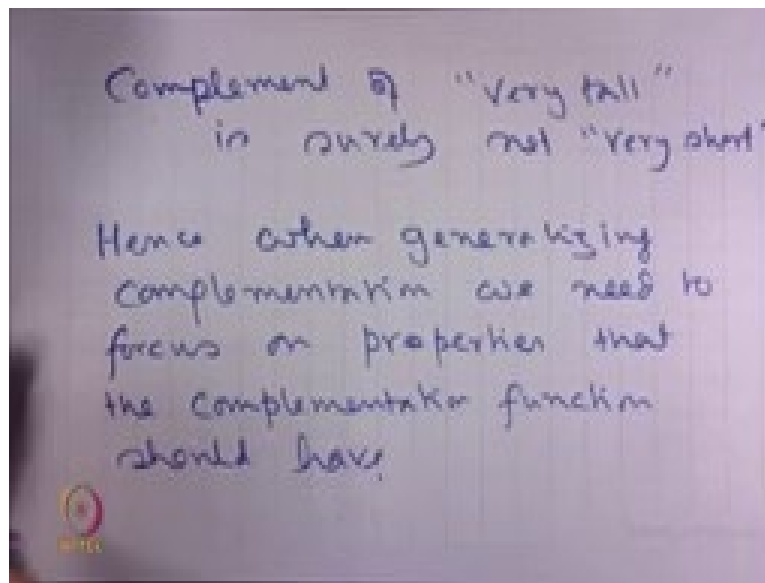 Complement of "very tall"
is surely not "very short"
Hence when generalizing
complementation we need to
focus on properties that
the complementation function
should have
NPTEL